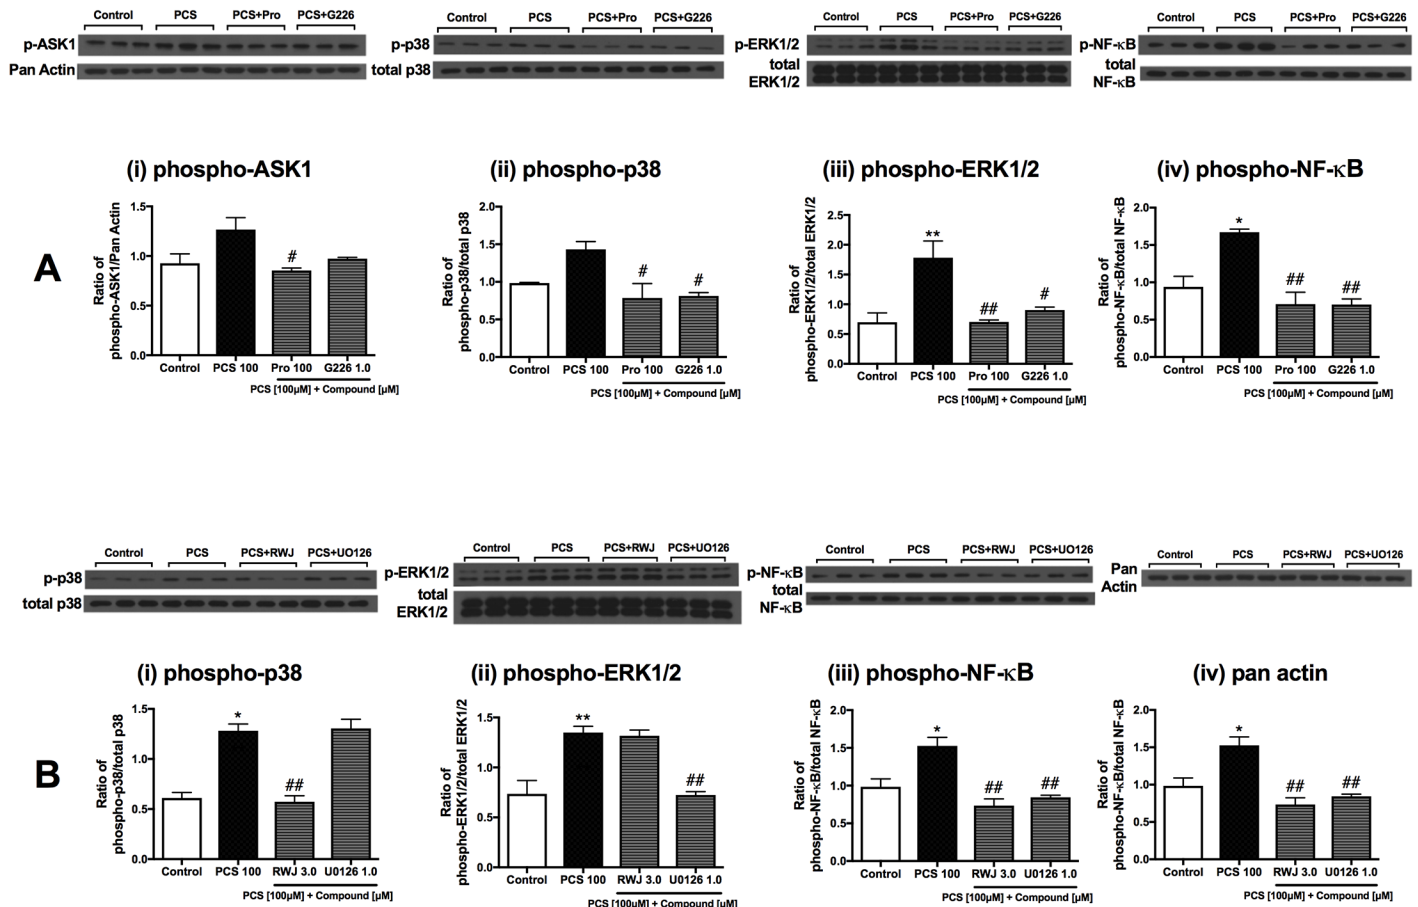 Control PCS PCS+Pro PCS+G226
p-ASK1
Pan Actin
Control PCS PCS+Pro PCS+G226
p-p38
total p38
Control PCS PCS+Pro PCS+G226
p-ERK1/2
total
ERK1/2
Control PCS PCS+Pro PCS+G226
p-NF-κB
total
NF-κB
A
(i) phospho-ASK1
Ratio of
phospho-ASK1/Pan Actin
1.5
1.0
0.5
0.0
#
Control PCS 100 Pro 100 G226 1.0
PCS [100μM] + Compound [μM]
(ii) phospho-p38
Ratio of
phospho-p38/total p38
2.0
1.5
1.0
0.5
0.0
# #
Control PCS 100 Pro 100 G226 1.0
PCS [100μM] + Compound [μM]
(iii) phospho-ERK1/2
Ratio of
phospho-ERK1/2/total ERK1/2
2.5
2.0
1.5
1.0
0.5
0.0
** ## #
Control PCS 100 Pro 100 G226 1.0
PCS [100μM] + Compound [μM]
(iv) phospho-NF-κB
Ratio of
phospho-NF-κB/total NF-κB
2.0
1.5
1.0
0.5
0.0
* ## ##
Control PCS 100 Pro 100 G226 1.0
PCS [100μM] + Compound [μM]
Control PCS PCS+RWJ PCS+UO126
p-p38
total p38
Control PCS PCS+RWJ PCS+UO126
p-ERK1/2
total
ERK1/2
Control PCS PCS+RWJ PCS+UO126
p-NF-κB
total
NF-κB
Control PCS PCS+RWJ PCS+UO126
Pan
Actin
B
(i) phospho-p38
Ratio of
phospho-p38/total p38
1.5
1.0
0.5
0.0
* ##
Control PCS 100 RWJ 3.0 U0126 1.0
PCS [100μM] + Compound [μM]
(ii) phospho-ERK1/2
Ratio of
phospho-ERK1/2/total ERK1/2
1.5
1.0
0.5
0.0
** ##
Control PCS 100 RWJ 3.0 U0126 1.0
PCS [100μM] + Compound [μM]
(iii) phospho-NF-κB
Ratio of
phospho-NF-κB/total NF-κB
2.0
1.5
1.0
0.5
0.0
* ## ##
Control PCS 100 RWJ 3.0 U0126 1.0
PCS [100μM] + Compound [μM]
(iv) pan actin
Ratio of
phospho-NF-κB/total NF-κB
2.0
1.5
1.0
0.5
0.0
* ## ##
Control PCS 100 RWJ 3.0 U0126 1.0
PCS [100μM] + Compound [μM]